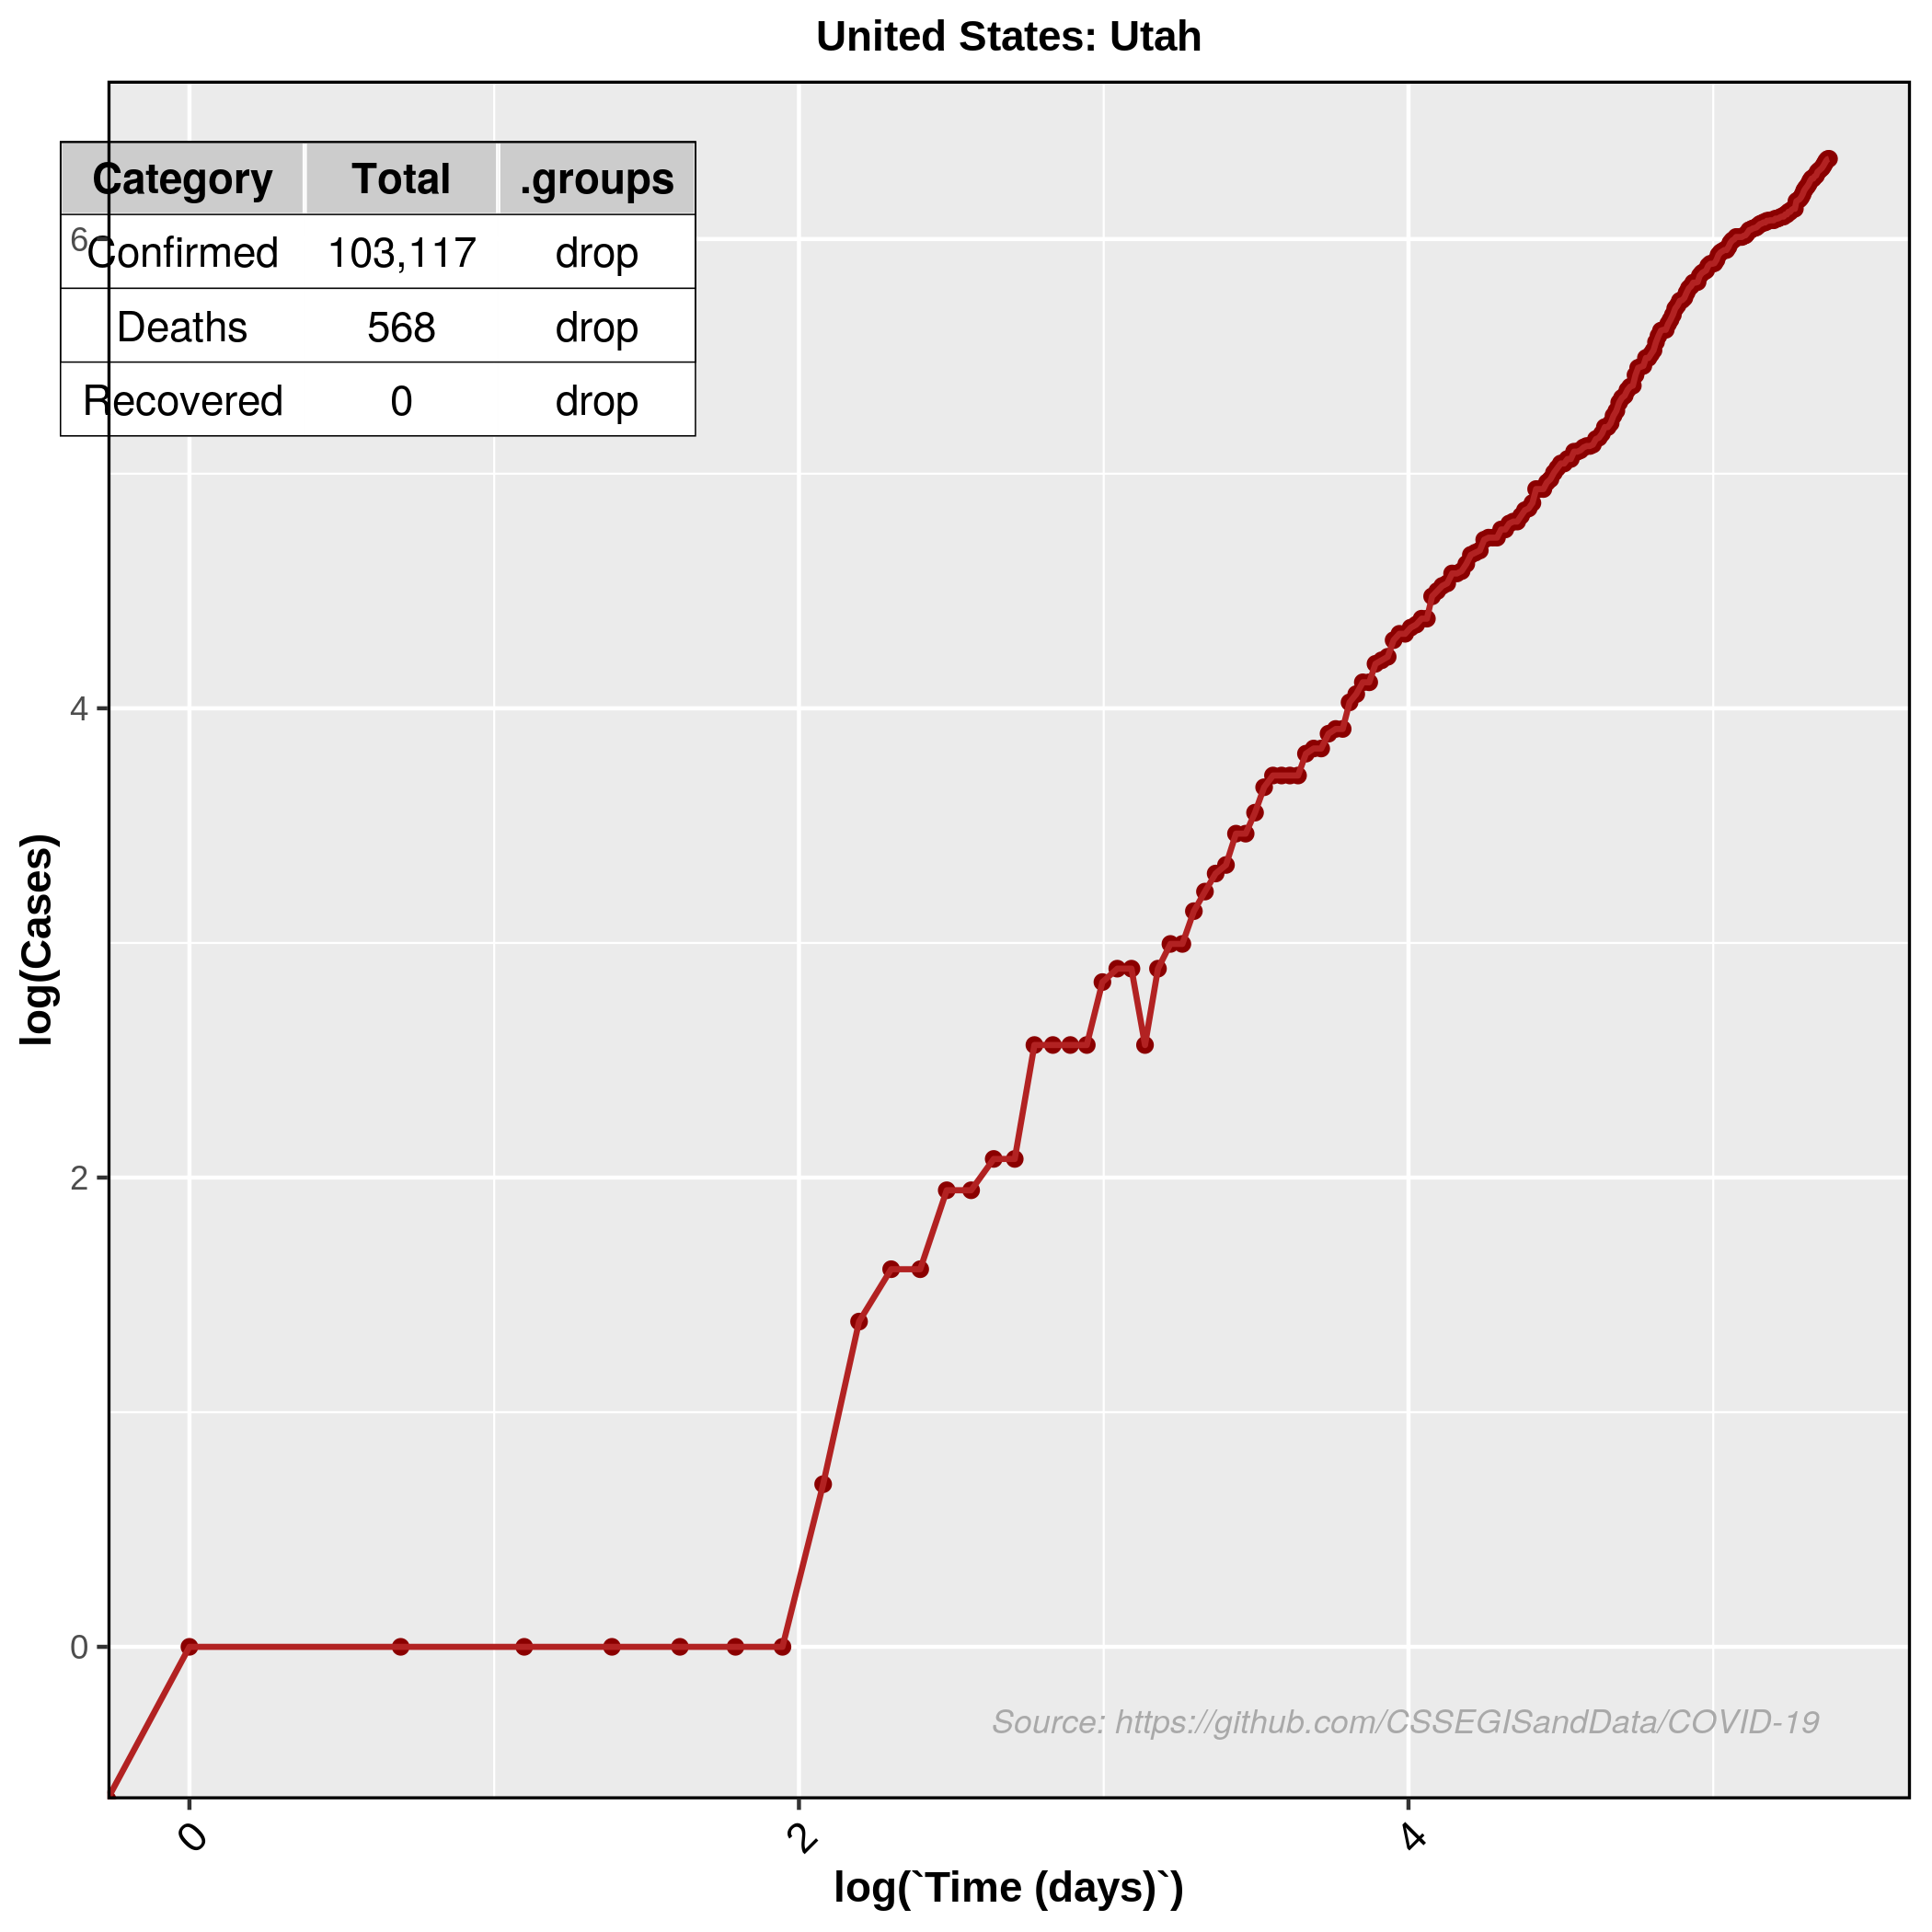 United States: Utah
Category Total .groups
Confirmed 103,117 drop
Deaths 568 drop
Recovered 0 drop
6
4
2
0
log(Cases)
Source: https://github.com/CSSEGISandData/COVID-19
0 2 4
log(`Time (days)`)